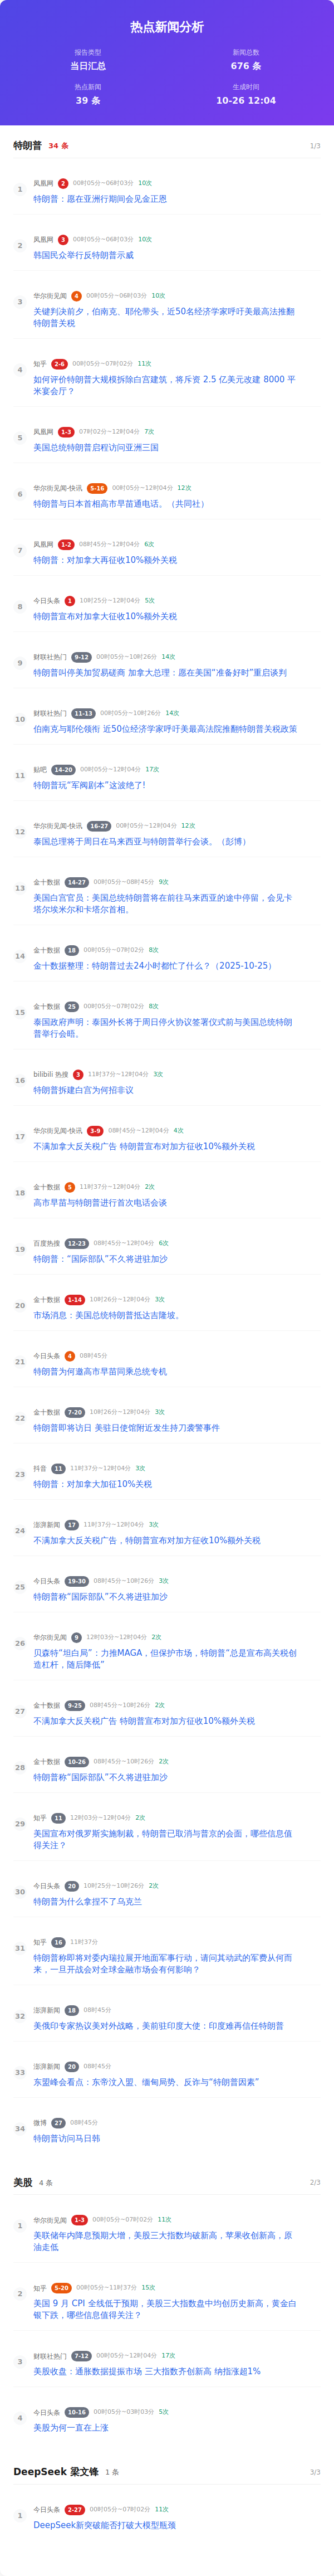 热点新闻分析
报告类型
当日汇总
新闻总数
676 条
热点新闻
39 条
生成时间
10-26 12:04
特朗普 34 条 1/3
1
凤凰网 2 00时05分~06时03分 10次
特朗普：愿在亚洲行期间会见金正恩
2
凤凰网 3 00时05分~06时03分 10次
韩国民众举行反特朗普示威
3
华尔街见闻 4 00时05分~06时03分 10次
关键判决前夕，伯南克、耶伦带头，近50名经济学家呼吁美最高法推翻
特朗普关税
4
知乎 2-6 00时05分~07时02分 11次
如何评价特朗普大规模拆除白宫建筑，将斥资 2.5 亿美元改建 8000 平
米宴会厅？
5
凤凰网 1-3 07时02分~12时04分 7次
美国总统特朗普启程访问亚洲三国
6
华尔街见闻-快讯 5-16 00时05分~12时04分 12次
特朗普与日本首相高市早苗通电话。（共同社）
7
凤凰网 1-2 08时45分~12时04分 6次
特朗普：对加拿大再征收10%额外关税
8
今日头条 1 10时25分~12时04分 5次
特朗普宣布对加拿大征收10%额外关税
9
财联社热门 9-12 00时05分~10时26分 14次
特朗普叫停美加贸易磋商 加拿大总理：愿在美国“准备好时”重启谈判
10
财联社热门 11-13 00时05分~10时26分 14次
伯南克与耶伦领衔 近50位经济学家呼吁美最高法院推翻特朗普关税政策
11
贴吧 14-20 00时05分~12时04分 17次
特朗普玩“军阀剧本”这波绝了!
12
华尔街见闻-快讯 16-27 00时05分~12时04分 12次
泰国总理将于周日在马来西亚与特朗普举行会谈。（彭博）
13
金十数据 14-27 00时05分~08时45分 9次
美国白宫官员：美国总统特朗普将在前往马来西亚的途中停留，会见卡
塔尔埃米尔和卡塔尔首相。
14
金十数据 18 00时05分~07时02分 8次
金十数据整理：特朗普过去24小时都忙了什么？（2025-10-25）
15
金十数据 25 00时05分~07时02分 8次
泰国政府声明：泰国外长将于周日停火协议签署仪式前与美国总统特朗
普举行会晤。
16
bilibili 热搜 3 11时37分~12时04分 3次
特朗普拆建白宫为何招非议
17
华尔街见闻-快讯 3-9 08时45分~12时04分 4次
不满加拿大反关税广告 特朗普宣布对加方征收10%额外关税
18
金十数据 5 11时37分~12时04分 2次
高市早苗与特朗普进行首次电话会谈
19
百度热搜 12-23 08时45分~12时04分 6次
特朗普：“国际部队”不久将进驻加沙
20
金十数据 1-14 10时26分~12时04分 3次
市场消息：美国总统特朗普抵达吉隆坡。
21
今日头条 4 08时45分
特朗普为何邀高市早苗同乘总统专机
22
金十数据 7-20 10时26分~12时04分 3次
特朗普即将访日 美驻日使馆附近发生持刀袭警事件
23
抖音 11 11时37分~12时04分 3次
特朗普：对加拿大加征10%关税
24
澎湃新闻 17 11时37分~12时04分 3次
不满加拿大反关税广告，特朗普宣布对加方征收10%额外关税
25
今日头条 19-30 08时45分~10时26分 3次
特朗普称“国际部队”不久将进驻加沙
26
华尔街见闻 9 12时03分~12时04分 2次
贝森特“坦白局”：力推MAGA，但保护市场，特朗普“总是宣布高关税创
造杠杆，随后降低”
27
金十数据 9-25 08时45分~10时26分 2次
不满加拿大反关税广告 特朗普宣布对加方征收10%额外关税
28
金十数据 10-26 08时45分~10时26分 2次
特朗普称“国际部队”不久将进驻加沙
29
知乎 11 12时03分~12时04分 2次
美国宣布对俄罗斯实施制裁，特朗普已取消与普京的会面，哪些信息值
得关注？
30
今日头条 20 10时25分~10时26分 2次
特朗普为什么拿捏不了乌克兰
31
知乎 16 11时37分
特朗普称即将对委内瑞拉展开地面军事行动，请问其动武的军费从何而
来，一旦开战会对全球金融市场会有何影响？
32
澎湃新闻 18 08时45分
美俄印专家热议美对外战略，美前驻印度大使：印度难再信任特朗普
33
澎湃新闻 20 08时45分
东盟峰会看点：东帝汶入盟、缅甸局势、反诈与“特朗普因素”
34
微博 27 08时45分
特朗普访问马日韩
美股 4 条 2/3
1
华尔街见闻 1-3 00时05分~07时02分 11次
美联储年内降息预期大增，美股三大指数均破新高，苹果收创新高，原
油走低
2
知乎 5-20 00时05分~11时37分 15次
美国 9 月 CPI 全线低于预期，美股三大指数盘中均创历史新高，黄金白
银下跌，哪些信息值得关注？
3
财联社热门 7-12 00时05分~12时04分 17次
美股收盘：通胀数据提振市场 三大指数齐创新高 纳指涨超1%
4
今日头条 10-16 00时05分~03时03分 5次
美股为何一直在上涨
DeepSeek 梁文锋 1 条 3/3
1
今日头条 2-27 00时05分~07时02分 11次
DeepSeek新突破能否打破大模型瓶颈